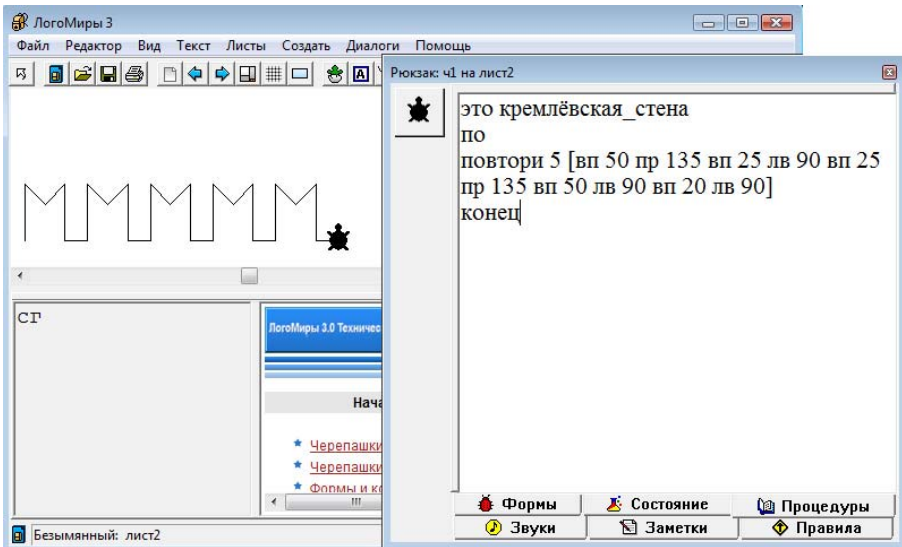 ЛогоМиры 3
Файл Редактор Вид Текст Листы Создать Диалоги Помощь
A
Рюкзак: ч1 на лист2
это кремлёвская_стена
по
повтори 5 [вп 50 пр 135 вп 25 лв 90 вп 25
пр 135 вп 50 лв 90 вп 20 лв 90]
конец
сг
ЛогоМиры 3.0
Черепашки
Черепашки
Формы и
Формы Состояние Процедуры
Звуки Заметки Правила
Безымянный: лист2